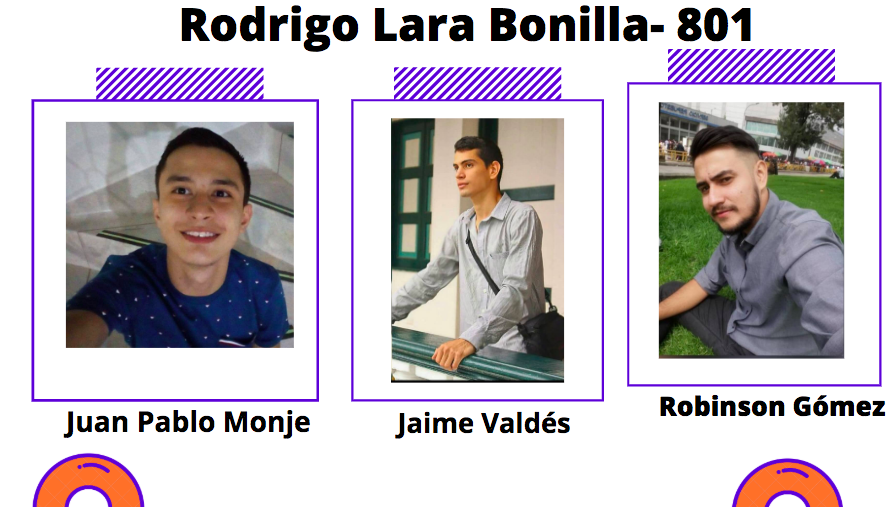 Rodrigo Lara Bonilla- 801
Juan Pablo Monje
Jaime Valdés
Robinson Gómez